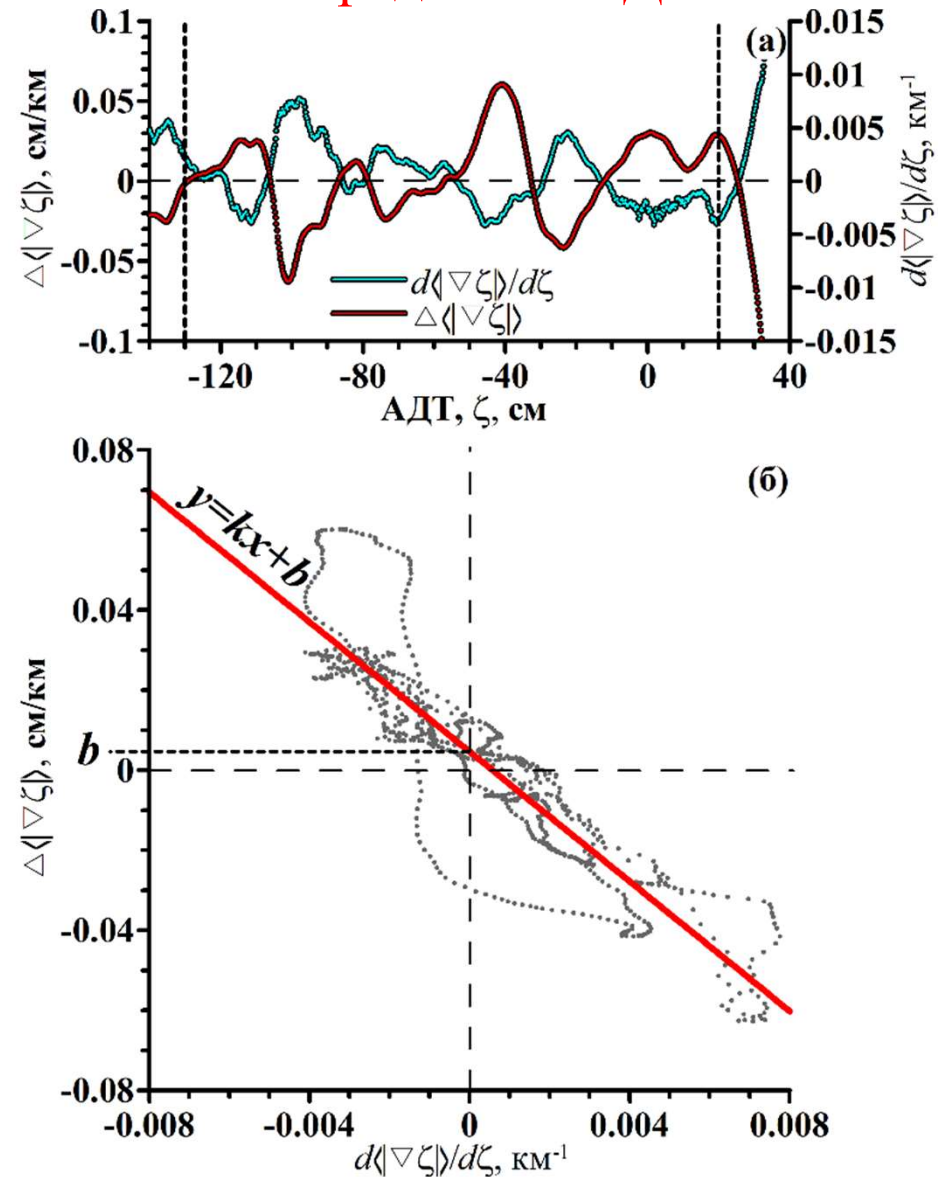 (а)
0.1
0.05
0
-0.05
-0.1
△⟨|▽ζ|⟩, см/км
0.015
0.010
0.005
0
-0.005
-0.01
-0.015
d⟨|▽ζ|⟩/dζ, км-1
d⟨|▽ζ|⟩/dζ
△⟨|▽ζ|⟩
-120 -80 -40 0 40
АДТ, ζ, см
(б)
y=kx+b
0.08
0.04
b
0
-0.04
-0.08
△⟨|▽ζ|⟩, см/км
-0.008 -0.004 0 0.004 0.008
d⟨|▽ζ|⟩/dζ, км-1